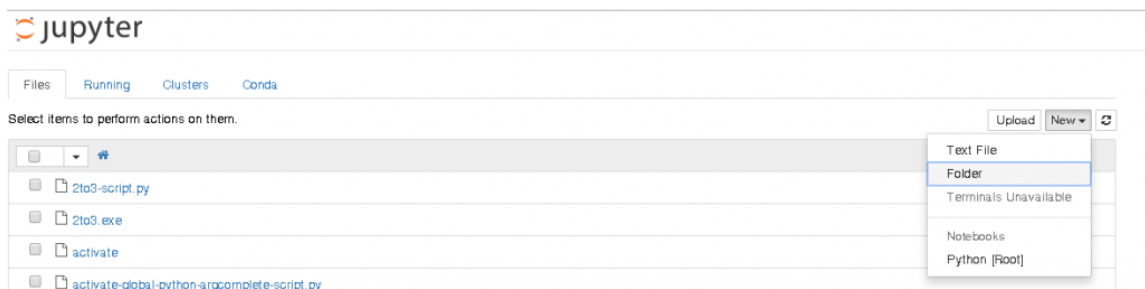 jupyter
Files Running Clusters Conda
Select items to perform actions on them.
Upload New
Text File
Folder
Terminals Unavailable
Notebooks
Python [Root]
2to3-script.py
2to3.exe
activate
activate-global-python-argcomplete-script.py